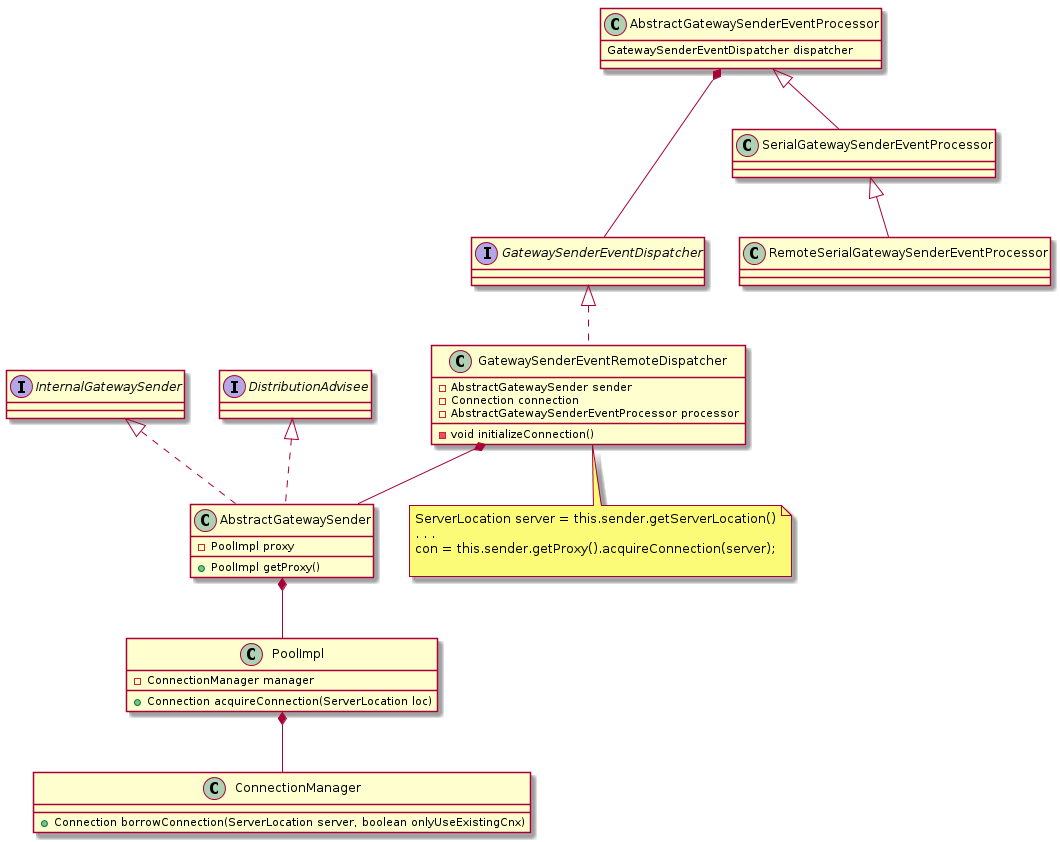 C AbstractGatewaySenderEventProcessor
GatewaySenderEventDispatcher dispatcher
C SerialGatewaySenderEventProcessor
I GatewaySenderEventDispatcher
C RemoteSerialGatewaySenderEventProcessor
C GatewaySenderEventRemoteDispatcher
AbstractGatewaySender sender
Connection connection
AbstractGatewaySenderEventProcessor processor
void initializeConnection()
I InternalGatewaySender
I DistributionAdvisee
C AbstractGatewaySender
PoolImpl proxy
PoolImpl getProxy()
ServerLocation server = this.sender.getServerLocation()
. . .
con = this.sender.getProxy().acquireConnection(server);
C PoolImpl
ConnectionManager manager
Connection acquireConnection(ServerLocation loc)
C ConnectionManager
Connection borrowConnection(ServerLocation server, boolean onlyUseExistingCnx)